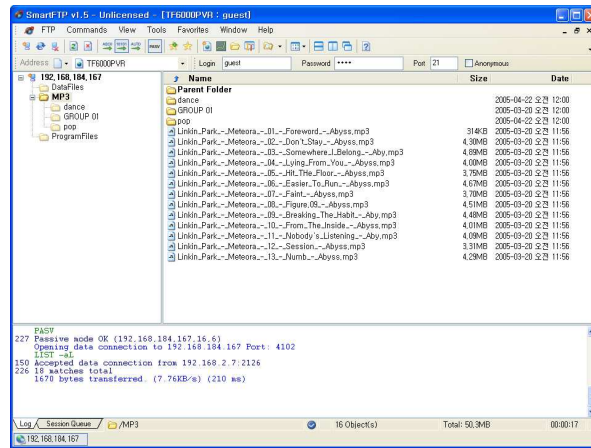 SmartFTP v1.5 - Unlicensed - [TF6000PVR : guest]
FTP Commands View Tools Favorites Window Help
Address TF6000PVR Login guest Password •••• Port 21 Anonymous
192,168,184,167
DataFiles
MP3
dance
GROUP 01
pop
ProgramFiles
Name Size Date
Parent Folder
dance 2005-04-22 오전 12:00
GROUP 01 2005-03-20 오전 12:00
pop 2005-04-22 오전 12:00
Linkin_Park_-_Meteora_-_01_-_Foreword_-_Abyss,mp3 314KB 2005-03-20 오전 11:56
Linkin_Park_-_Meteora_-_02_-_Don't_Stay_-_Abyss,mp3 4,30MB 2005-03-20 오전 11:56
Linkin_Park_-_Meteora_-_03_-_Somewhere_I_Belong_-_Aby,mp3 4,89MB 2005-03-20 오전 11:56
Linkin_Park_-_Meteora_-_04_-_Lying_From_You_-_Abyss,mp3 4,00MB 2005-03-20 오전 11:56
Linkin_Park_-_Meteora_-_05_-_Hit_THe_Floor_-_Abyss,mp3 3,75MB 2005-03-20 오전 11:56
Linkin_Park_-_Meteora_-_06_-_Easier_To_Run_-_Abyss,mp3 4,67MB 2005-03-20 오전 11:56
Linkin_Park_-_Meteora_-_07_-_Faint_-_Abyss,mp3 3,70MB 2005-03-20 오전 11:56
Linkin_Park_-_Meteora_-_08_-_Figure,09_-_Abyss,mp3 4,51MB 2005-03-20 오전 11:56
Linkin_Park_-_Meteora_-_09_-_Breaking_The_Habit_-_Aby,mp3 4,48MB 2005-03-20 오전 11:56
Linkin_Park_-_Meteora_-_10_-_From_The_Inside_-_Abyss,mp3 4,01MB 2005-03-20 오전 11:56
Linkin_Park_-_Meteora_-_11_-_Nobody's_Listening_-_Aby,mp3 4,09MB 2005-03-20 오전 11:56
Linkin_Park_-_Meteora_-_12_-_Session_-_Abyss,mp3 3,31MB 2005-03-20 오전 11:56
Linkin_Park_-_Meteora_-_13_-_Numb_-_Abyss,mp3 4,29MB 2005-03-20 오전 11:56
PASV
227 Passive mode OK (192,168,184,167,16,6)
Opening data connection to 192.168.184.167 Port: 4102
LIST -aL
150 Accepted data connection from 192.168.2.7:2126
226 18 matches total
1670 bytes transferred. (7.76KB/s) (210 ms)
Log Session Queue /MP3 16 Object(s) Total: 50,3MB 00:00:17
192,168,184,167